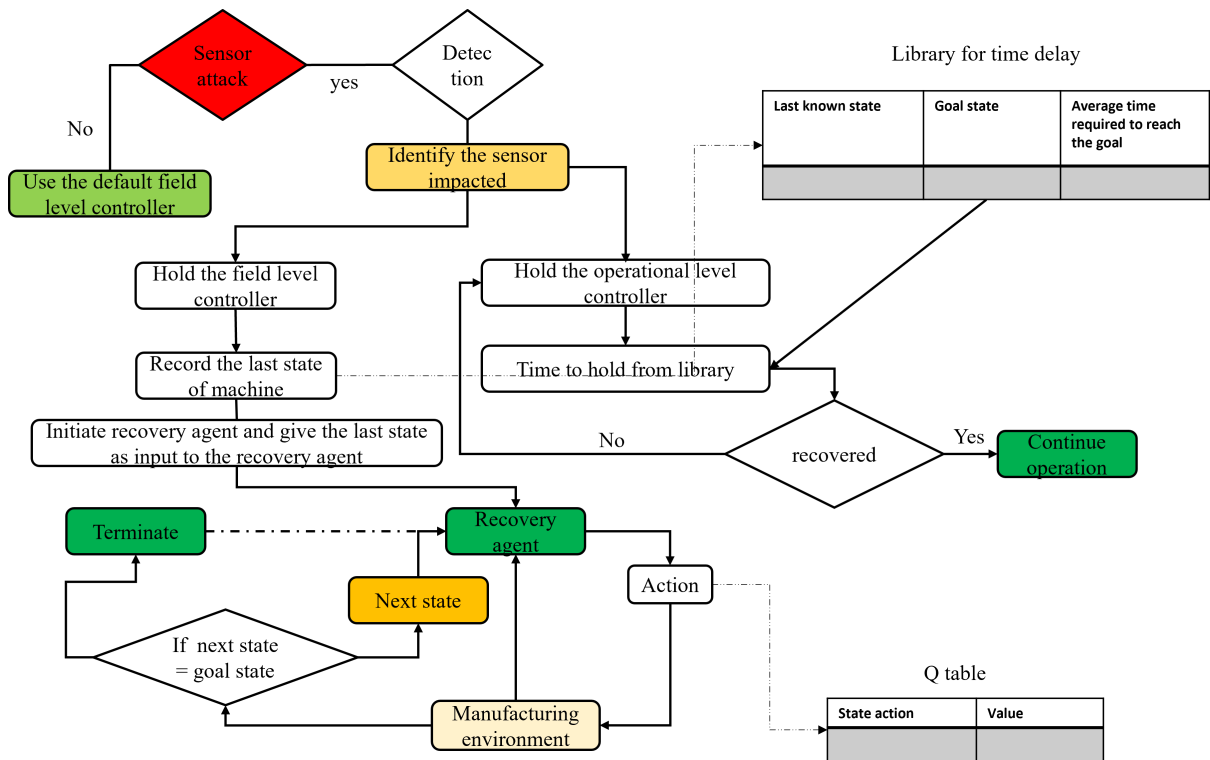 Sensor
attack
yes
Detec
tion
No
Use the default field
level controller
Identify the sensor
impacted
Library for time delay
Last known state
Goal state
Average time
required to reach
the goal
Hold the field level
controller
Hold the operational level
controller
Record the last state
of machine
Time to hold from library
Initiate recovery agent and give the last state
as input to the recovery agent
No
recovered
Yes
Continue
operation
Terminate
Recovery
agent
Action
Next state
If next state
= goal state
Manufacturing
environment
Q table
State action
Value